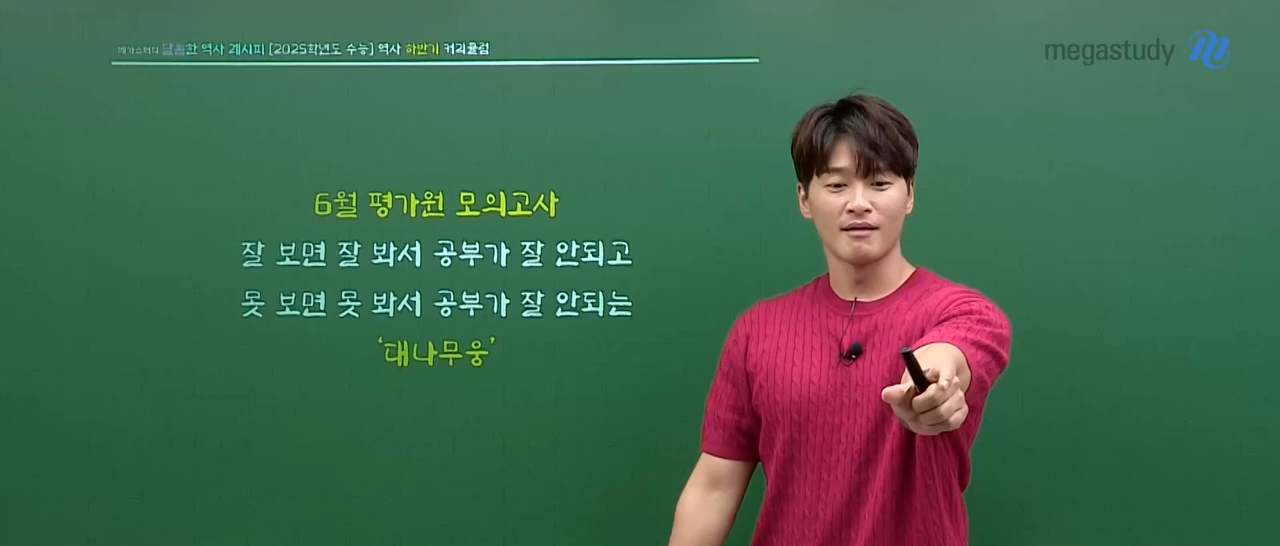 메가스터디 달콤한 역사 레시피 [2025학년도 수능] 역사 하반기 커리큘럼
megastudy
6월 평가원 모의고사
잘 보면 잘 봐서 공부가 잘 안되고
못 보면 못 봐서 공부가 잘 안되는
‘대나무웅’